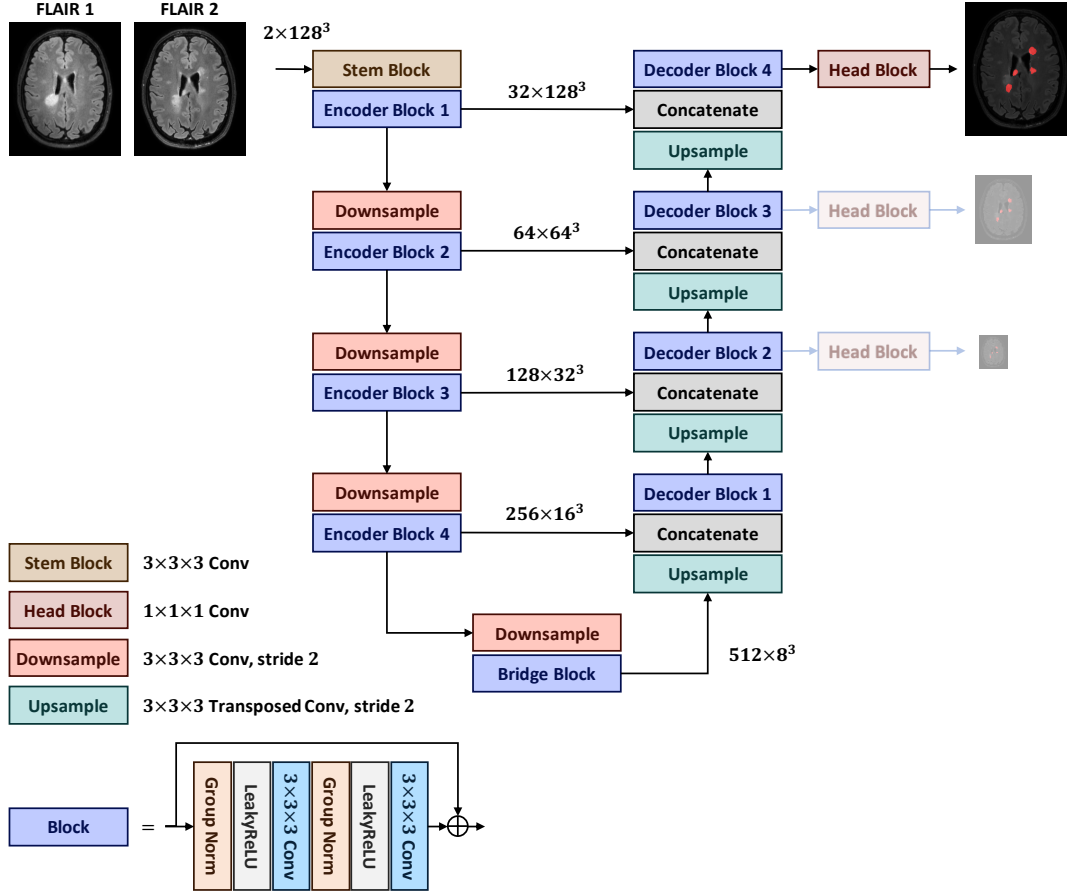 FLAIR 1
FLAIR 2
2×128³
Stem Block
Encoder Block 1
32×128³
Decoder Block 4
Head Block
Concatenate
Upsample
Downsample
Encoder Block 2
64×64³
Decoder Block 3
Head Block
Concatenate
Upsample
Downsample
Encoder Block 3
128×32³
Decoder Block 2
Head Block
Concatenate
Upsample
Downsample
Encoder Block 4
256×16³
Decoder Block 1
Concatenate
Upsample
Downsample
Bridge Block
512×8³
Stem Block 3×3×3 Conv
Head Block 1×1×1 Conv
Downsample 3×3×3 Conv, stride 2
Upsample 3×3×3 Transposed Conv, stride 2
Block =
Group Norm
LeakyReLU
3×3×3 Conv
Group Norm
LeakyReLU
3×3×3 Conv